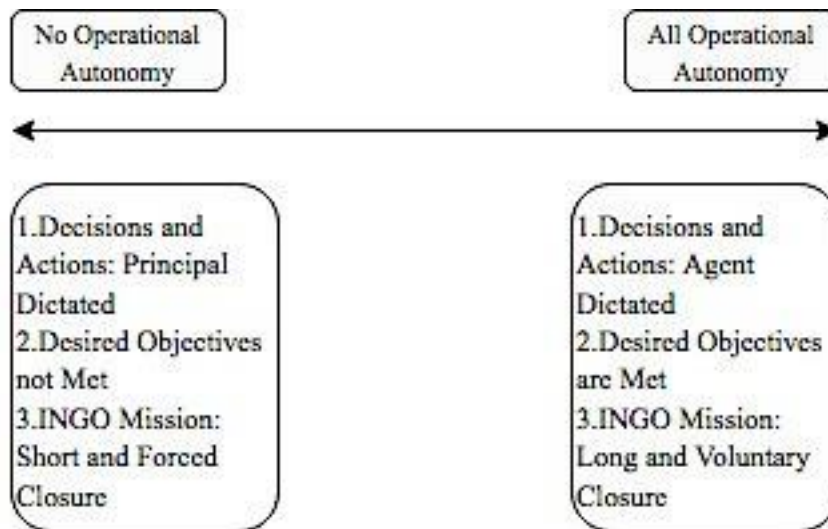 No Operational
Autonomy
All Operational
Autonomy
1.Decisions and
Actions: Principal
Dictated
2.Desired Objectives
not Met
3.INGO Mission:
Short and Forced
Closure
1.Decisions and
Actions: Agent
Dictated
2.Desired Objectives
are Met
3.INGO Mission:
Long and Voluntary
Closure